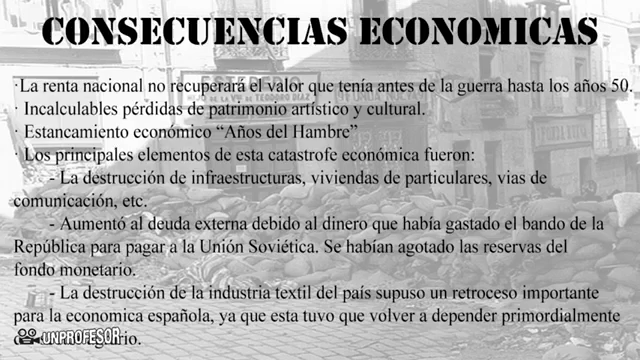 CONSECUENCIAS ECONOMICAS
·La renta nacional no recuperará el valor que tenía antes de la guerra hasta los años 50.
· Incalculables pérdidas de patrimonio artístico y cultural.
· Estancamiento económico “Años del Hambre”
· Los principales elementos de esta catastrofe económica fueron:
- La destrucción de infraestructuras, viviendas de particulares, vias de
comunicación, etc.
- Aumentó al deuda externa debido al dinero que había gastado el bando de la
República para pagar a la Unión Soviética. Se habían agotado las reservas del
fondo monetario.
- La destrucción de la industria textil del país supuso un retroceso importante
para la economía española, ya que esta tuvo que volver a depender primordialmente
UNPROFESOR